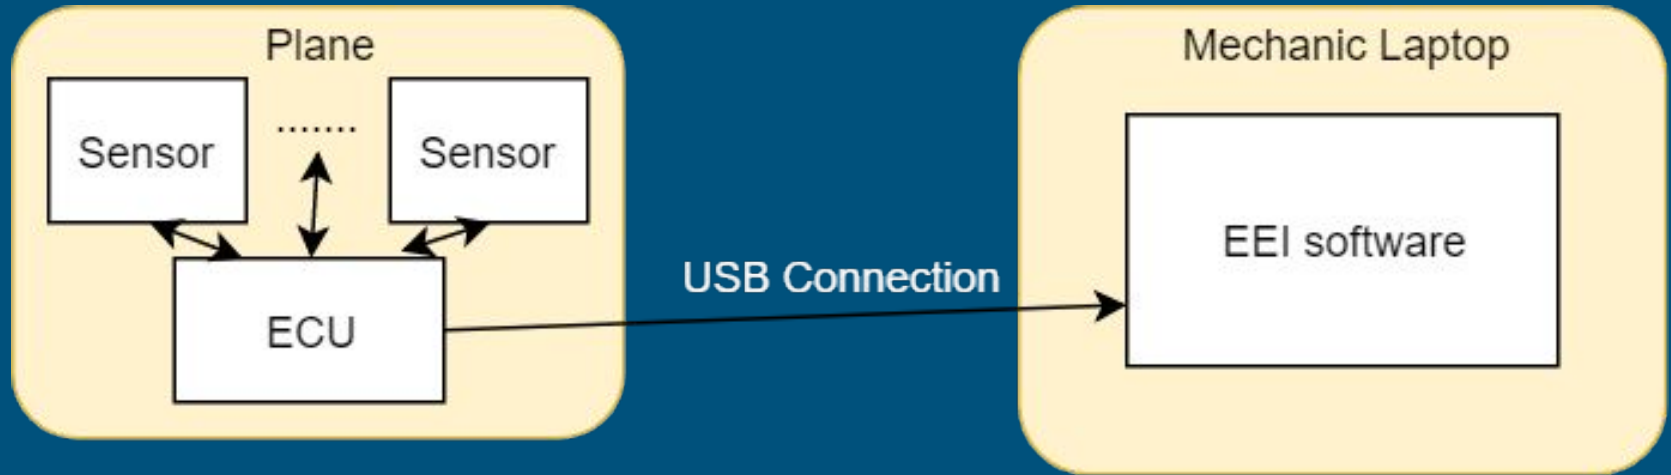 Plane
Sensor
.......
Sensor
ECU
USB Connection
Mechanic Laptop
EEI software